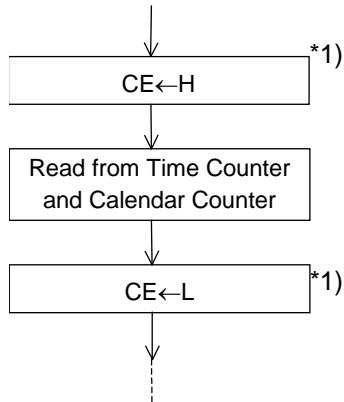 *1)
CE←H
Read from Time Counter
and Calendar Counter
*1)
CE←L